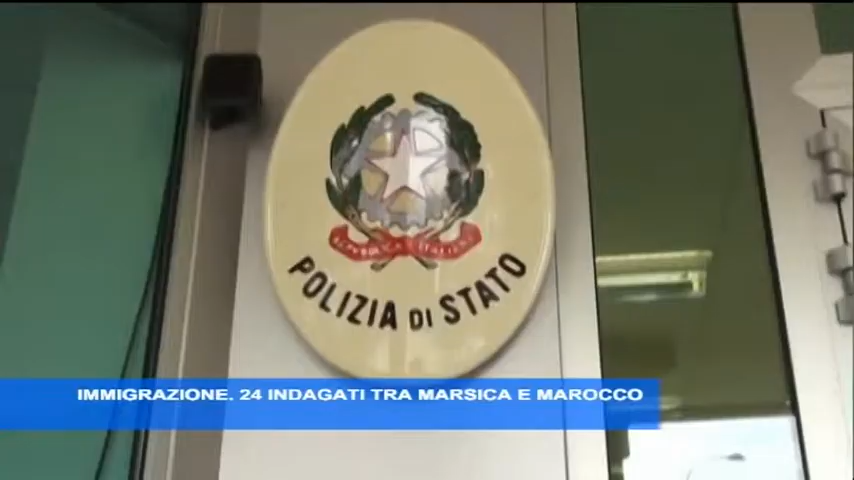 REPUBBLICA ITALIANA
POLIZIA DI STATO
IMMIGRAZIONE. 24 INDAGATI TRA MARSICA E MAROCCO